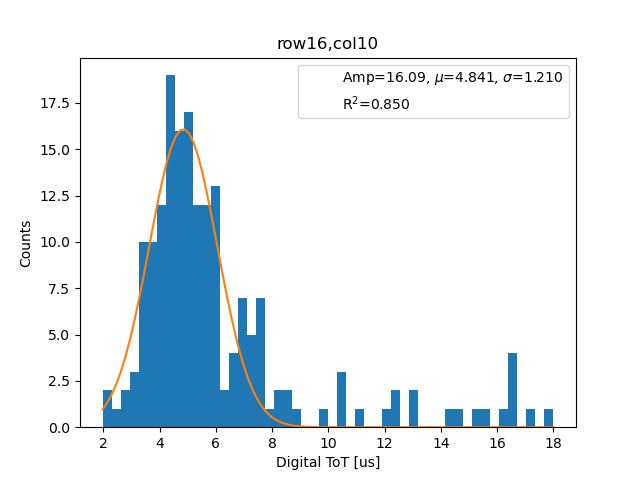 row16,col10
Amp=16.09, μ=4.841, σ=1.210
R²=0.850
17.5
15.0
12.5
10.0
7.5
5.0
2.5
0.0
Counts
2 4 6 8 10 12 14 16 18
Digital ToT [us]